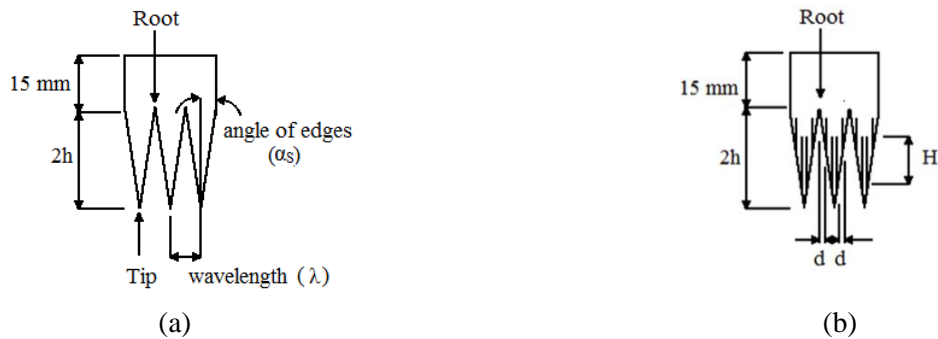 Root
15 mm
angle of edges
(αs)
2h
Tip
wavelength (λ)
(a)
Root
15 mm
2h
H
d d
(b)